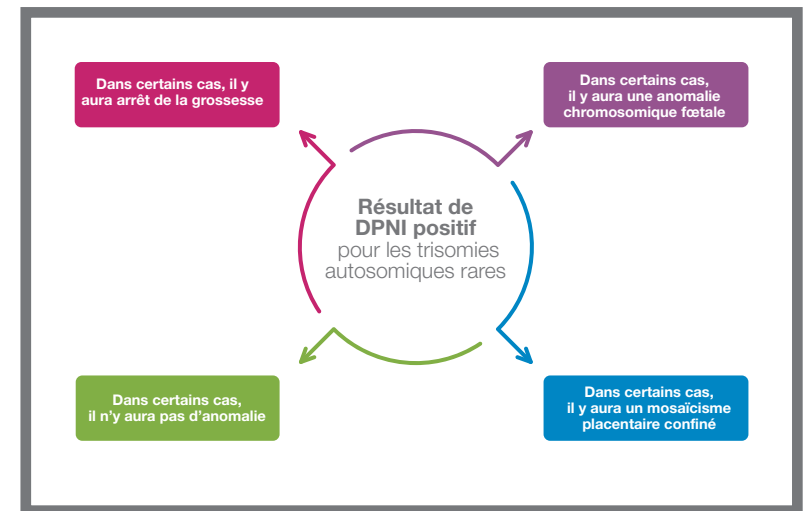 Dans certains cas, il y
aura arrêt de la grossesse
Dans certains cas,
il y aura une anomalie
chromosomique fœtale
Résultat de
DPNI positif
pour les trisomies
autosomiques rares
Dans certains cas,
il n’y aura pas d’anomalie
Dans certains cas,
il y aura un mosaïcisme
placentaire confiné